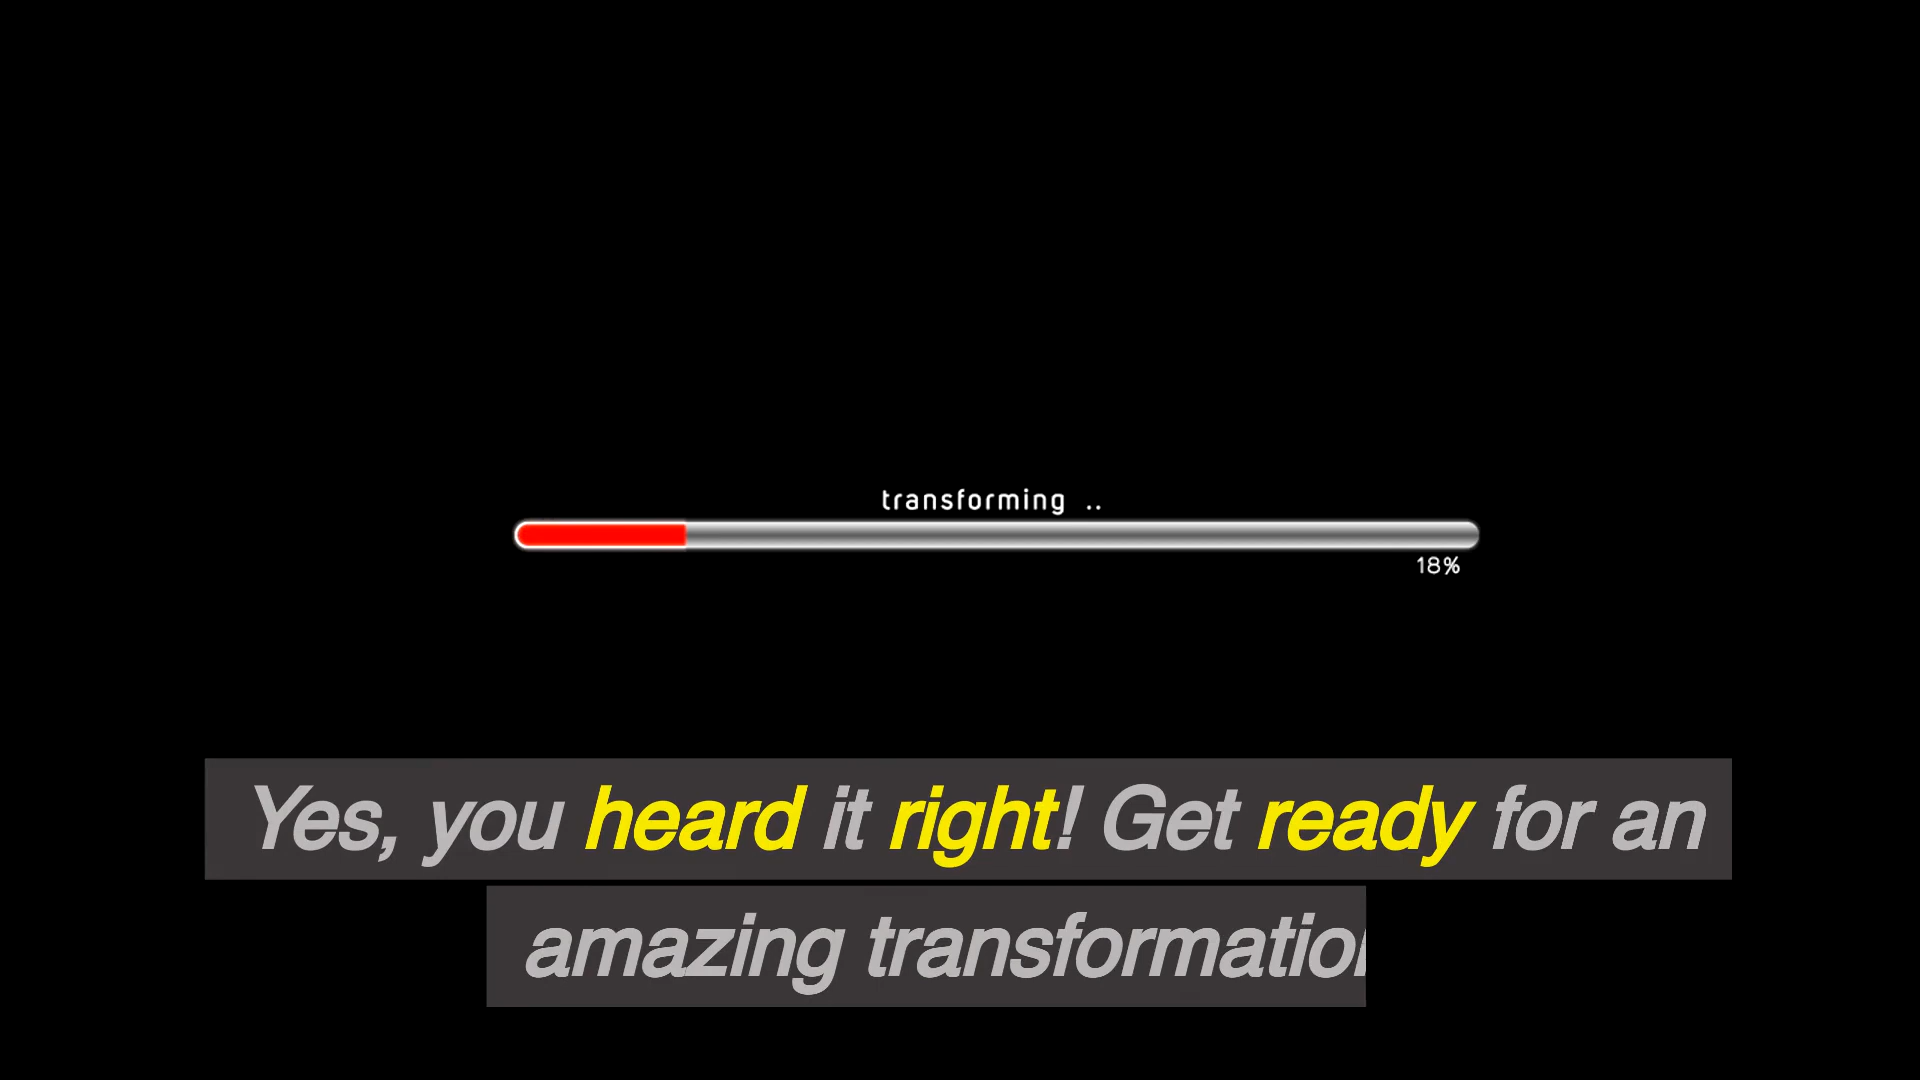 transforming ..
18%
Yes, you heard it right! Get ready for an
amazing transformatio